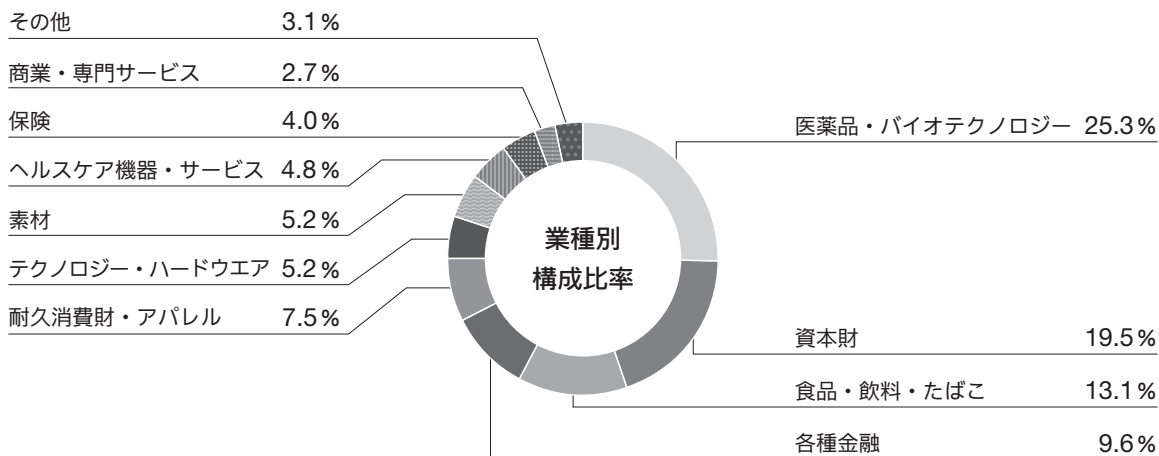 その他 3.1%
商業・専門サービス 2.7%
保険 4.0%
ヘルスケア機器・サービス 4.8%
素材 5.2%
テクノロジー・ハードウエア 5.2%
耐久消費財・アパレル 7.5%
業種別
構成比率
医薬品・バイオテクノロジー 25.3%
資本財 19.5%
食品・飲料・たばこ 13.1%
各種金融 9.6%